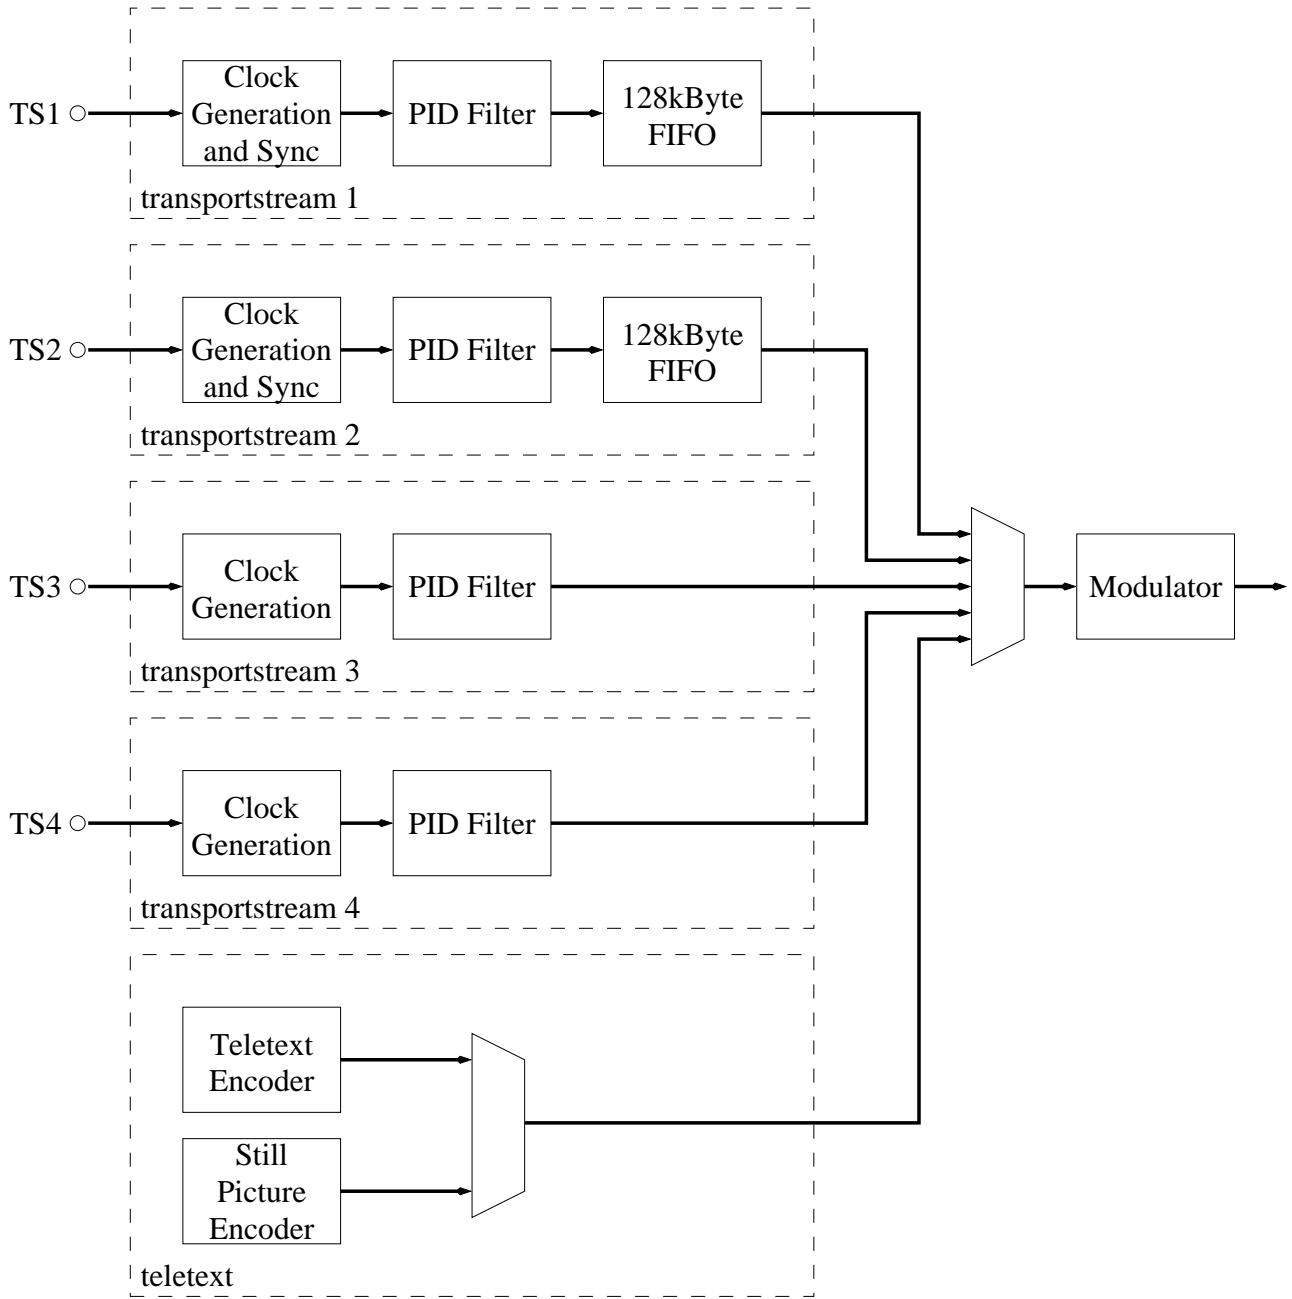 TS1
Clock
Generation
and Sync
PID Filter
128kByte
FIFO
transportstream 1
TS2
Clock
Generation
and Sync
PID Filter
128kByte
FIFO
transportstream 2
TS3
Clock
Generation
PID Filter
Modulator
transportstream 3
TS4
Clock
Generation
PID Filter
transportstream 4
Teletext
Encoder
Still
Picture
Encoder
teletext